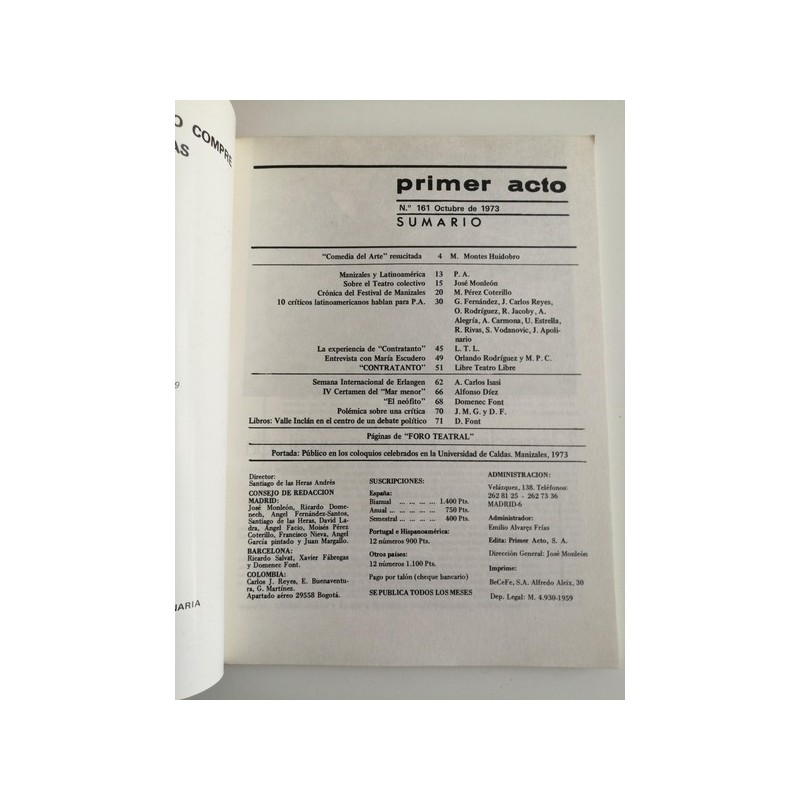 O COMPRE
AS
9
NARIA
primer acto
N.º 161 Octubre de 1973
SUMARIO
"Comedia del Arte" resucitada 4 M. Montes Huidobro
Manizales y Latinoamérica 13 P. A.
Sobre el Teatro colectivo 15 José Monleón
Crónica del Festival de Manizales 20 M. Pérez Coterillo
10 críticos latinoamericanos hablan para P.A. 30 G. Fernández, J. Carlos Reyes,
O. Rodríguez, R. Jacoby, A.
Alegría, A. Carmona, U. Estrella,
R. Rivas, S. Vodanovic, J. Apoli-
nario
La experiencia de "Contratanto" 45 L. T. L.
Entrevista con María Escudero 49 Orlando Rodríguez y M. P. C.
"CONTRATANTO" 51 Libre Teatro Libre
Semana Internacional de Erlangen 62 A. Carlos Isasi
IV Certamen del "Mar menor" 66 Alfonso Díez
"El neófito" 68 Domenec Font
Polémica sobre una crítica 70 J. M. G. y D. F.
Libros: Valle Inclán en el centro de un debate político 71 D. Font
Páginas de "FORO TEATRAL"
Portada: Público en los coloquios celebrados en la Universidad de Caldas. Manizales, 1973
Director:
Santiago de las Heras Andrés
CONSEJO DE REDACCION
MADRID:
José Monleón, Ricardo Dome-
nech, Angel Fernández-Santos,
Santiago de las Heras, David La-
dra, Angel Facio, Moisés Pérez
Coterillo, Francisco Nieva, Angel
García pintado y Juan Margallo.
BARCELONA:
Ricardo Salvat, Xavier Fábregas
y Domenec Font.
COLOMBIA:
Carlos J. Reyes, E. Buenaventu-
ra, G. Martínez.
Apartado aéreo 29558 Bogotá.
SUSCRIPCIONES:
España:
Bianual ... ... ... ... 1.400 Pts.
Anual ... ... ... ... 750 Pts.
Semestral ... ... ... 400 Pts.
Portugal e Hispanoamérica:
12 números 900 Pts.
Otros países:
12 números 1.100 Pts.
Pago por talón (cheque bancario)
SE PUBLICA TODOS LOS MESES
ADMINISTRACION:
Velázquez, 138. Teléfonos:
262 81 25 - 262 73 36
MADRID-6
Administrador:
Emilio Alvarçs Frías
Edita: Primer Acto, S. A.
Dirección General: José Monleón
Imprime:
BeCeFe, S.A. Alfredo Aleix, 30
Dep. Legal: M. 4.930-1959